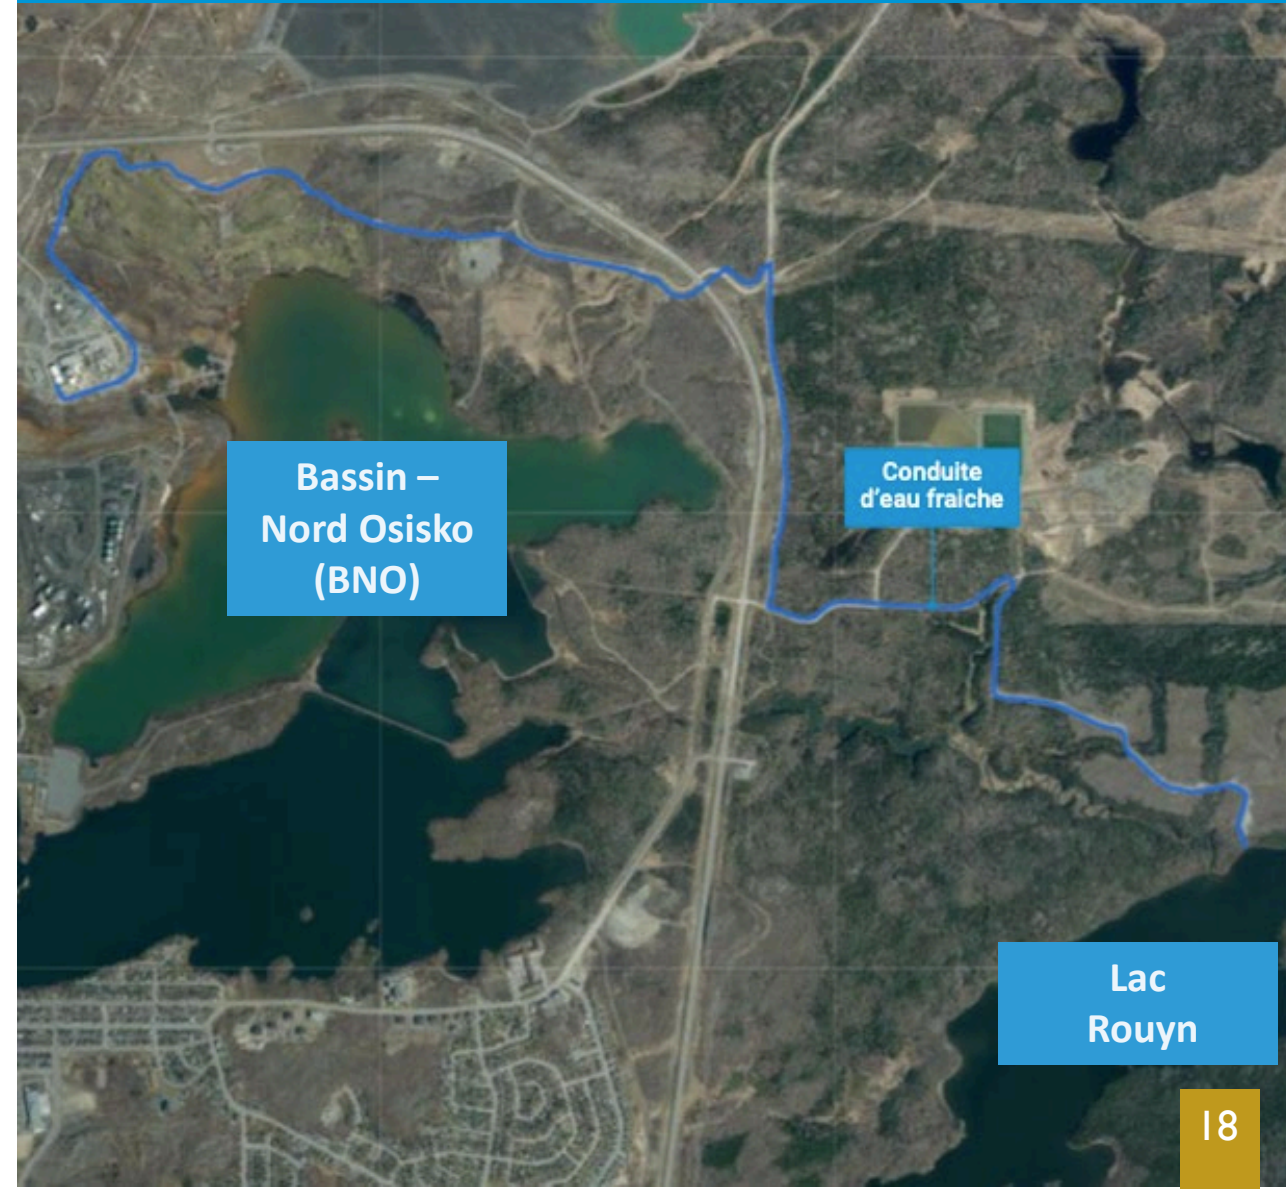 Bassin –
Nord Osisko
(BNO)
Conduite
d'eau fraiche
Lac
Rouyn
18